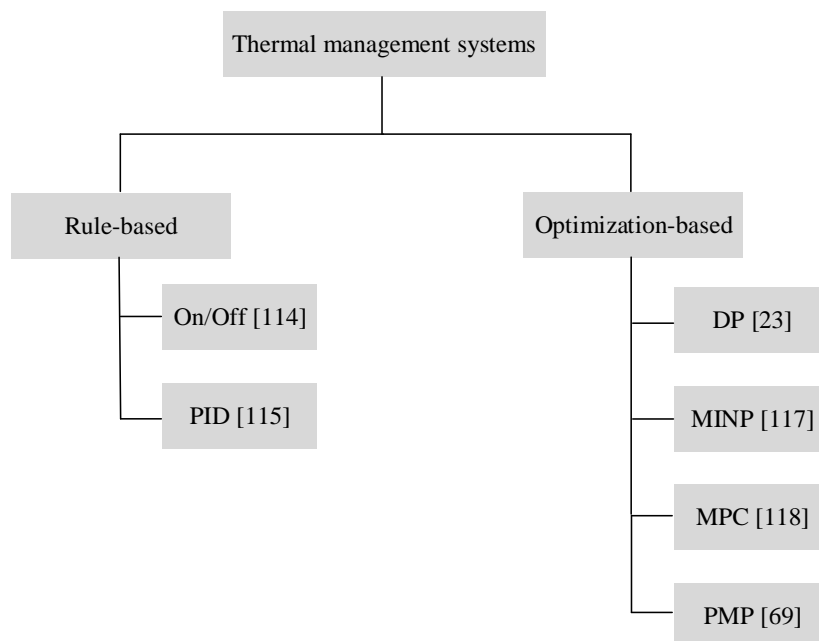 Thermal management systems
Rule-based
On/Off [114]
PID [115]
Optimization-based
DP [23]
MINP [117]
MPC [118]
PMP [69]